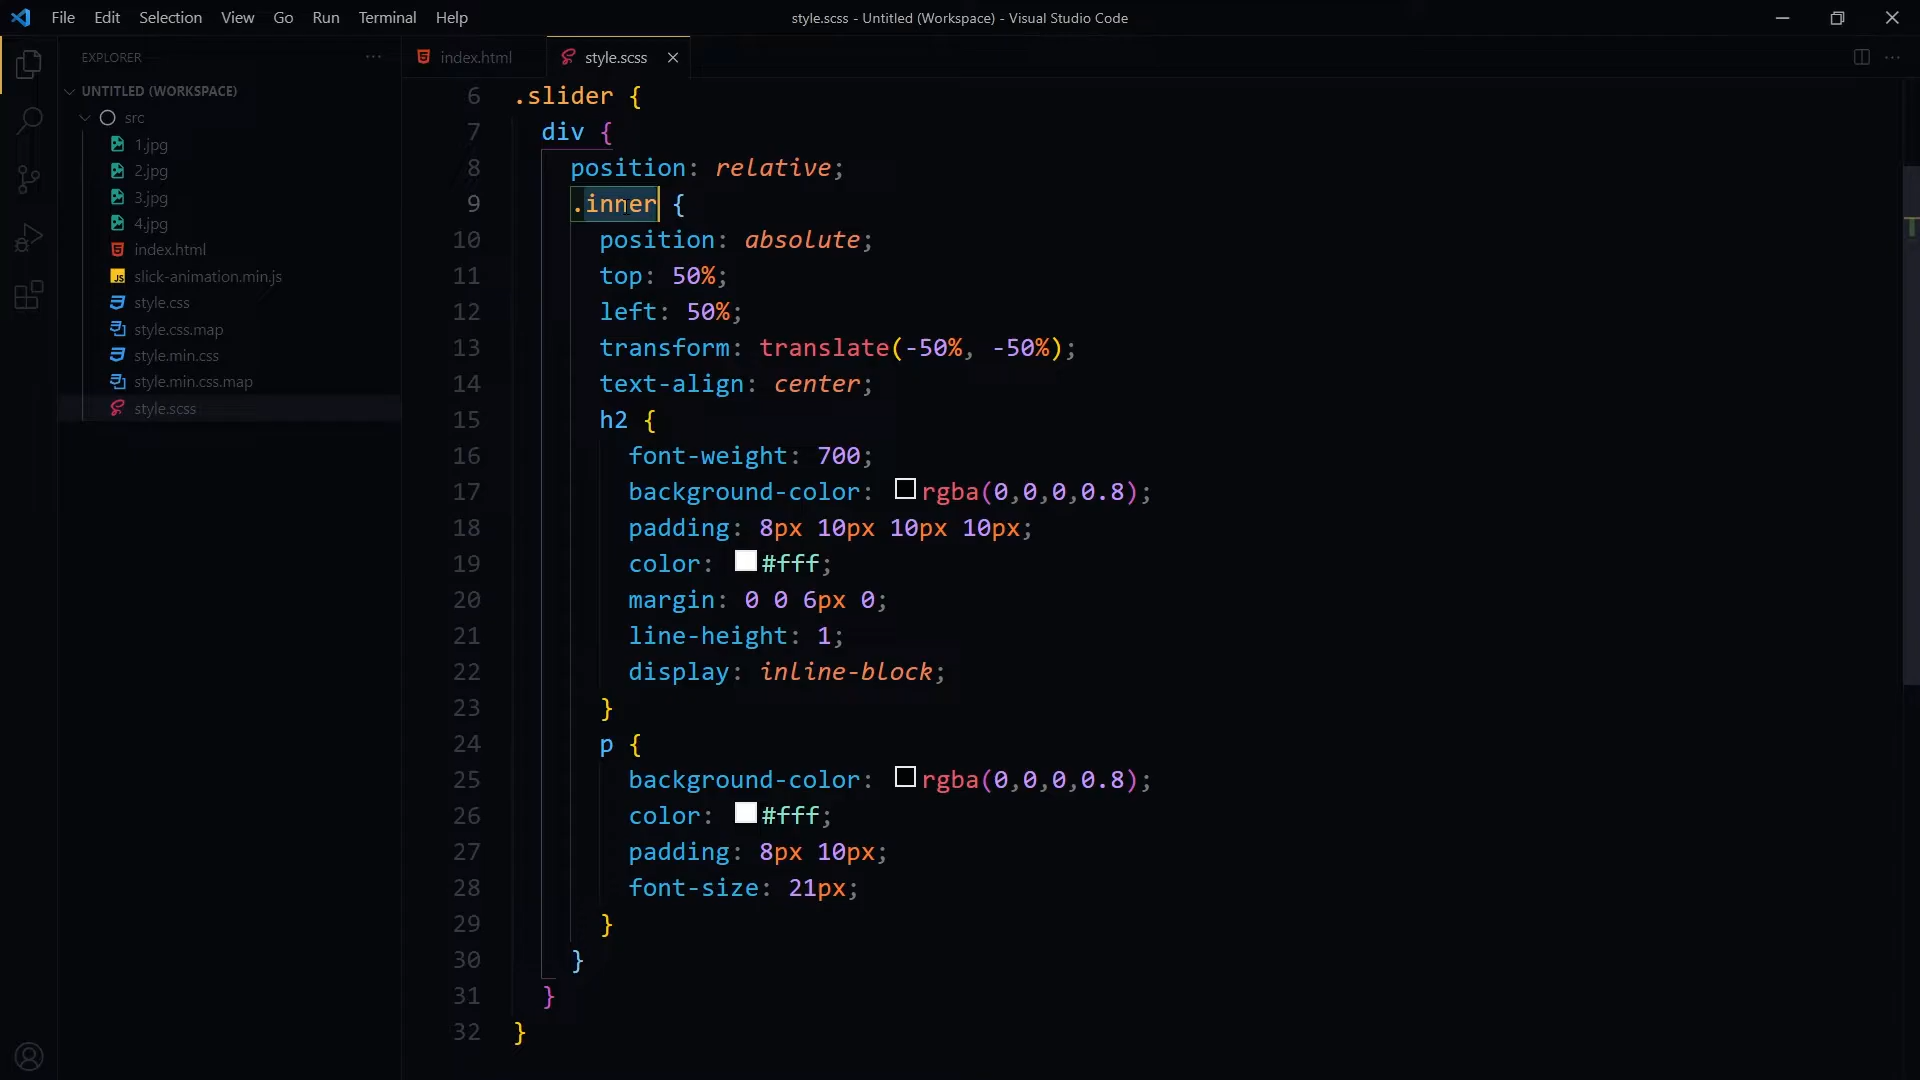 File Edit Selection View Go Run Terminal Help
style.scss - Untitled (Workspace) - Visual Studio Code
EXPLORER
UNTITLED (WORKSPACE)
src
1.jpg
2.jpg
3.jpg
4.jpg
index.html
slick-animation.min.js
style.css
style.css.map
style.min.css
style.min.css.map
style.scss
index.html
style.scss
6 .slider {
7 div {
8 position: relative;
9 .inner {
10 position: absolute;
11 top: 50%;
12 left: 50%;
13 transform: translate(-50%, -50%);
14 text-align: center;
15 h2 {
16 font-weight: 700;
17 background-color: rgba(0,0,0,0.8);
18 padding: 8px 10px 10px 10px;
19 color: #fff;
20 margin: 0 0 6px 0;
21 line-height: 1;
22 display: inline-block;
23 }
24 p {
25 background-color: rgba(0,0,0,0.8);
26 color: #fff;
27 padding: 8px 10px;
28 font-size: 21px;
29 }
30 }
31 }
32 }